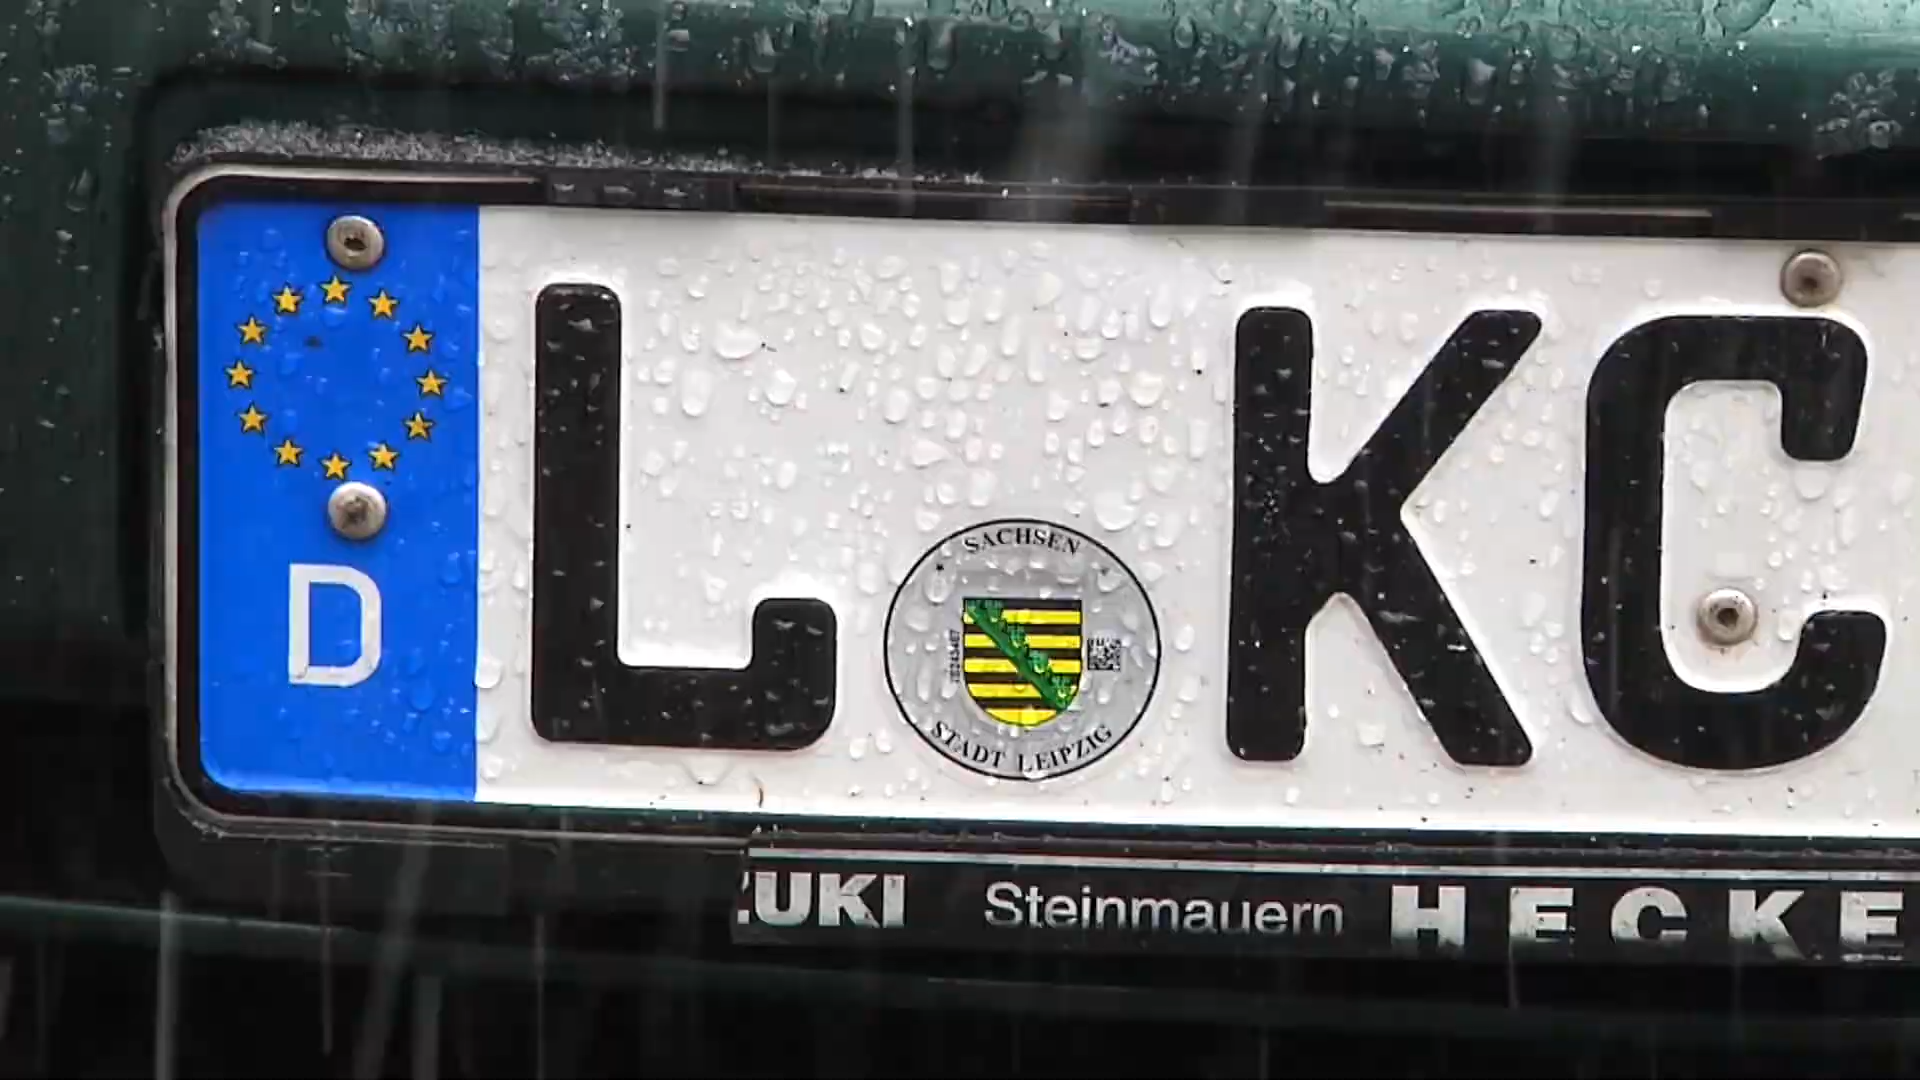 D
L KC
SACHSEN
STADT LEIPZIG
UKI Steinmauern HECKE